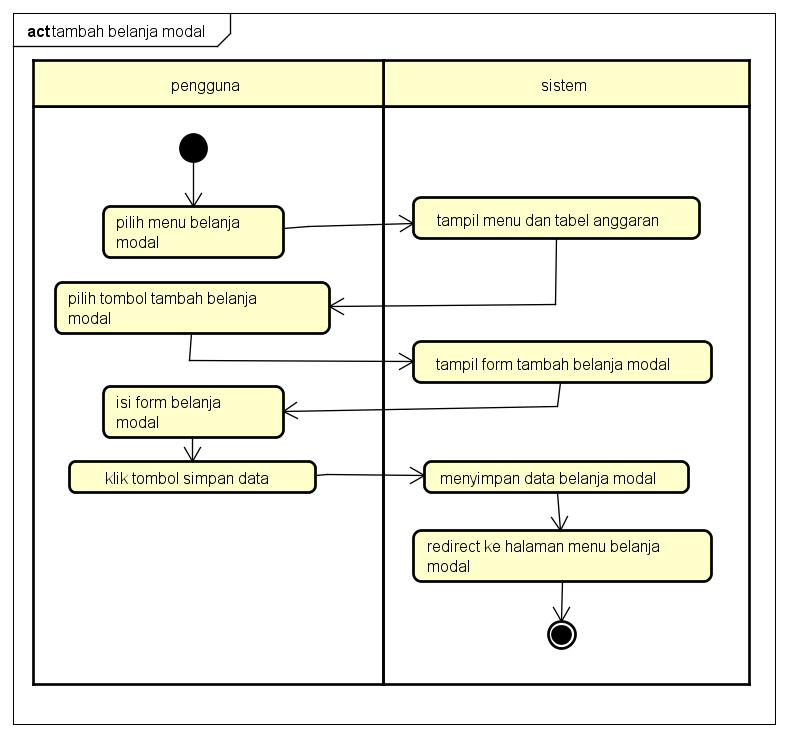 act tambah belanja modal
pengguna
sistem
pilih menu belanja
modal
tampil menu dan tabel anggaran
pilih tombol tambah belanja
modal
tampil form tambah belanja modal
isi form belanja
modal
klik tombol simpan data
menyimpan data belanja modal
redirect ke halaman menu belanja
modal